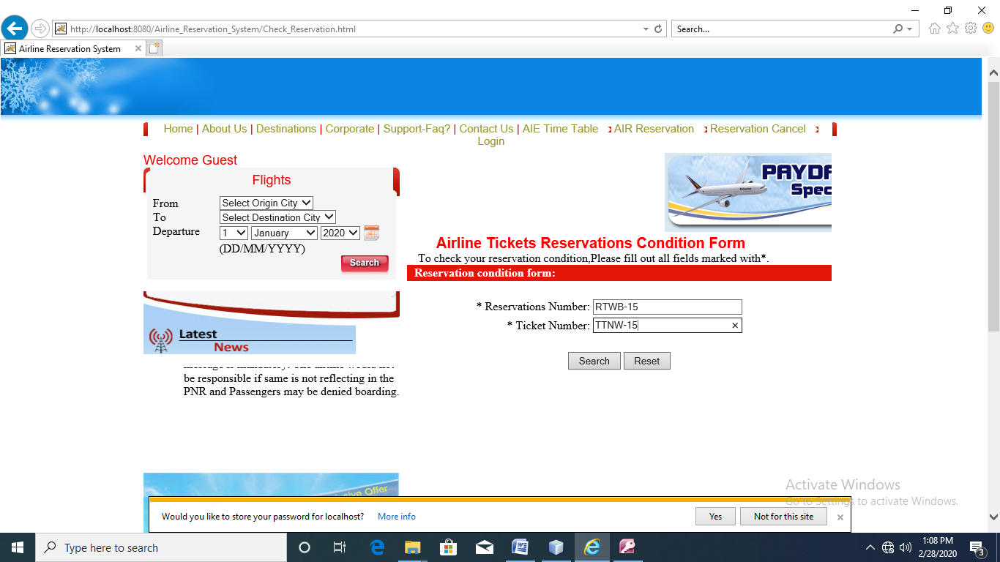 http://localhost:8080/Airline_Reservation_System/Check_Reservation.html
Search...
Airline Reservation System
Home | About Us | Destinations | Corporate | Support-Faq? | Contact Us | AIE Time Table AIR Reservation Reservation Cancel
Login
Welcome Guest
Flights
From Select Origin City
To Select Destination City
Departure 1 January 2020
(DD/MM/YYYY)
Search
Latest
News
be responsible if same is not reflecting in the
PNR and Passengers may be denied boarding.
PAYDA
Spec
Philippines
Airline Tickets Reservations Condition Form
To check your reservation condition,Please fill out all fields marked with*.
Reservation condition form:
* Reservations Number: RTWB-15
* Ticket Number: TTNW-15
Search Reset
Offer
Activate Windows
Go to Settings to activate Windows.
Would you like to store your password for localhost? More info Yes Not for this site
Type here to search
1:08 PM
2/28/2020
3